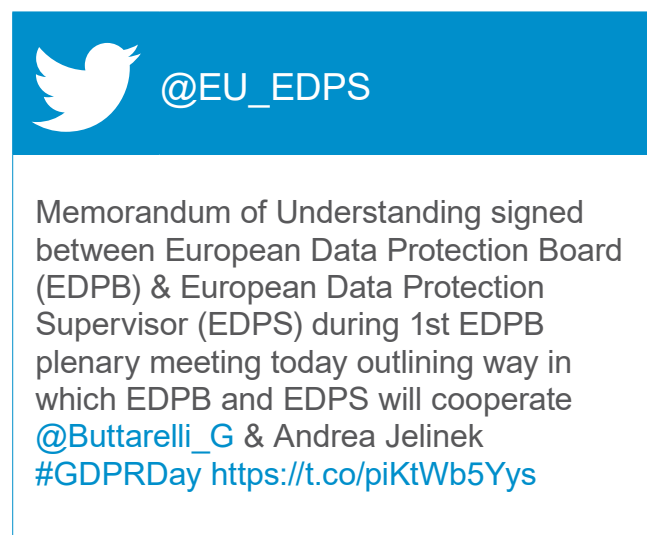 @EU_EDPS
Memorandum of Understanding signed
between European Data Protection Board
(EDPB) & European Data Protection
Supervisor (EDPS) during 1st EDPB
plenary meeting today outlining way in
which EDPB and EDPS will cooperate
@Buttarelli_G & Andrea Jelinek
#GDPRDay https://t.co/piKtWb5Yys